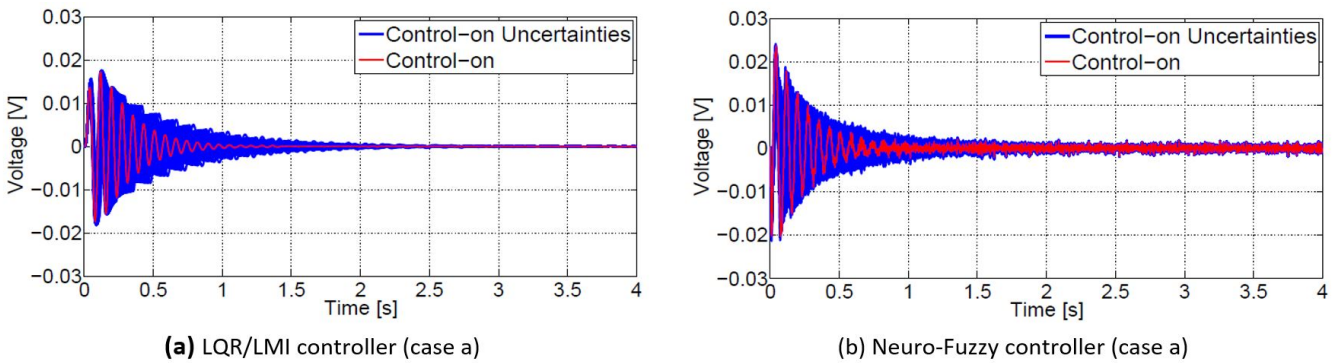 0.03
0.02
0.01
0
−0.01
−0.02
−0.03
Voltage [V]
Control−on Uncertainties
Control−on
0 0.5 1 1.5 2 2.5 3 3.5 4
Time [s]
(a) LQR/LMI controller (case a)
0.03
0.02
0.01
0
−0.01
−0.02
−0.03
Voltage [V]
Control−on Uncertainties
Control−on
0 0.5 1 1.5 2 2.5 3 3.5 4
Time [s]
(b) Neuro-Fuzzy controller (case a)